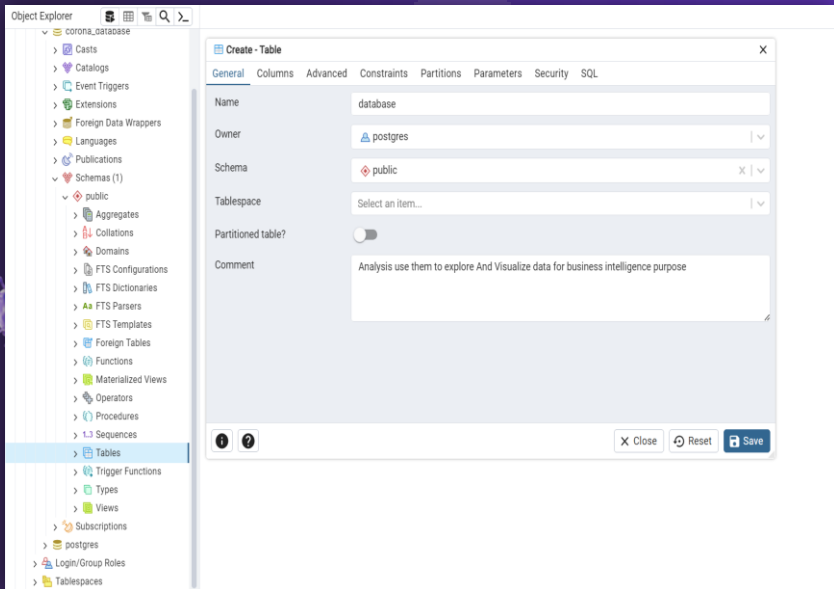 Object Explorer
corona_database
Casts
Catalogs
Event Triggers
Extensions
Foreign Data Wrappers
Languages
Publications
Schemas (1)
public
Aggregates
Collations
Domains
FTS Configurations
FTS Dictionaries
Aa FTS Parsers
FTS Templates
Foreign Tables
Functions
Materialized Views
Operators
Procedures
1..3 Sequences
Tables
Trigger Functions
Types
Views
Subscriptions
postgres
Login/Group Roles
Tablespaces
Create - Table
General Columns Advanced Constraints Partitions Parameters Security SQL
Name database
Owner postgres
Schema public
Tablespace Select an item...
Partitioned table?
Comment Analysis use them to explore And Visualize data for business intelligence purpose
Close Reset Save